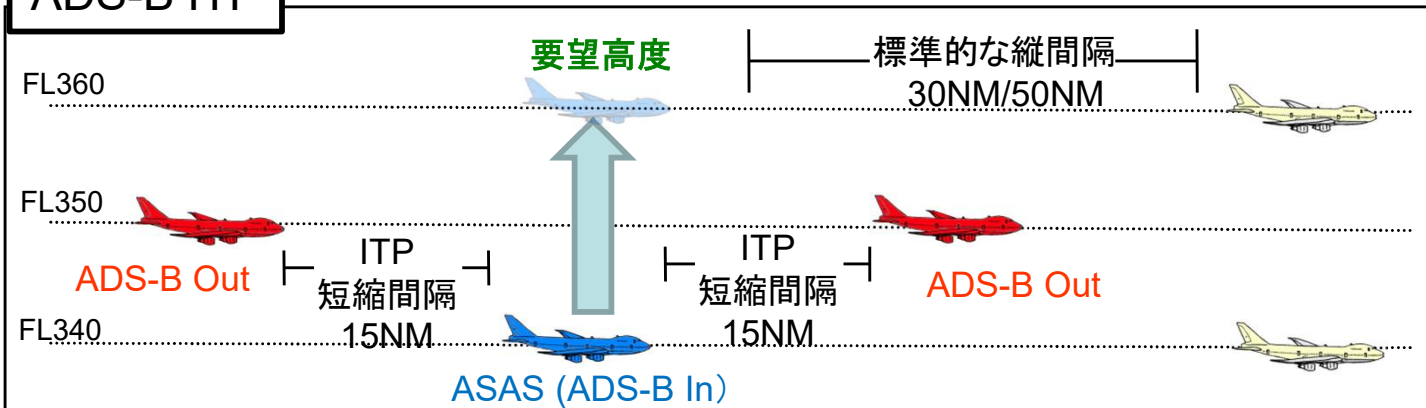 ADS-B ITP
要望高度
標準的な縦間隔
30NM/50NM
FL360
FL350
ADS-B Out
ITP
短縮間隔
15NM
ITP
短縮間隔
15NM
ADS-B Out
FL340
ASAS (ADS-B In）